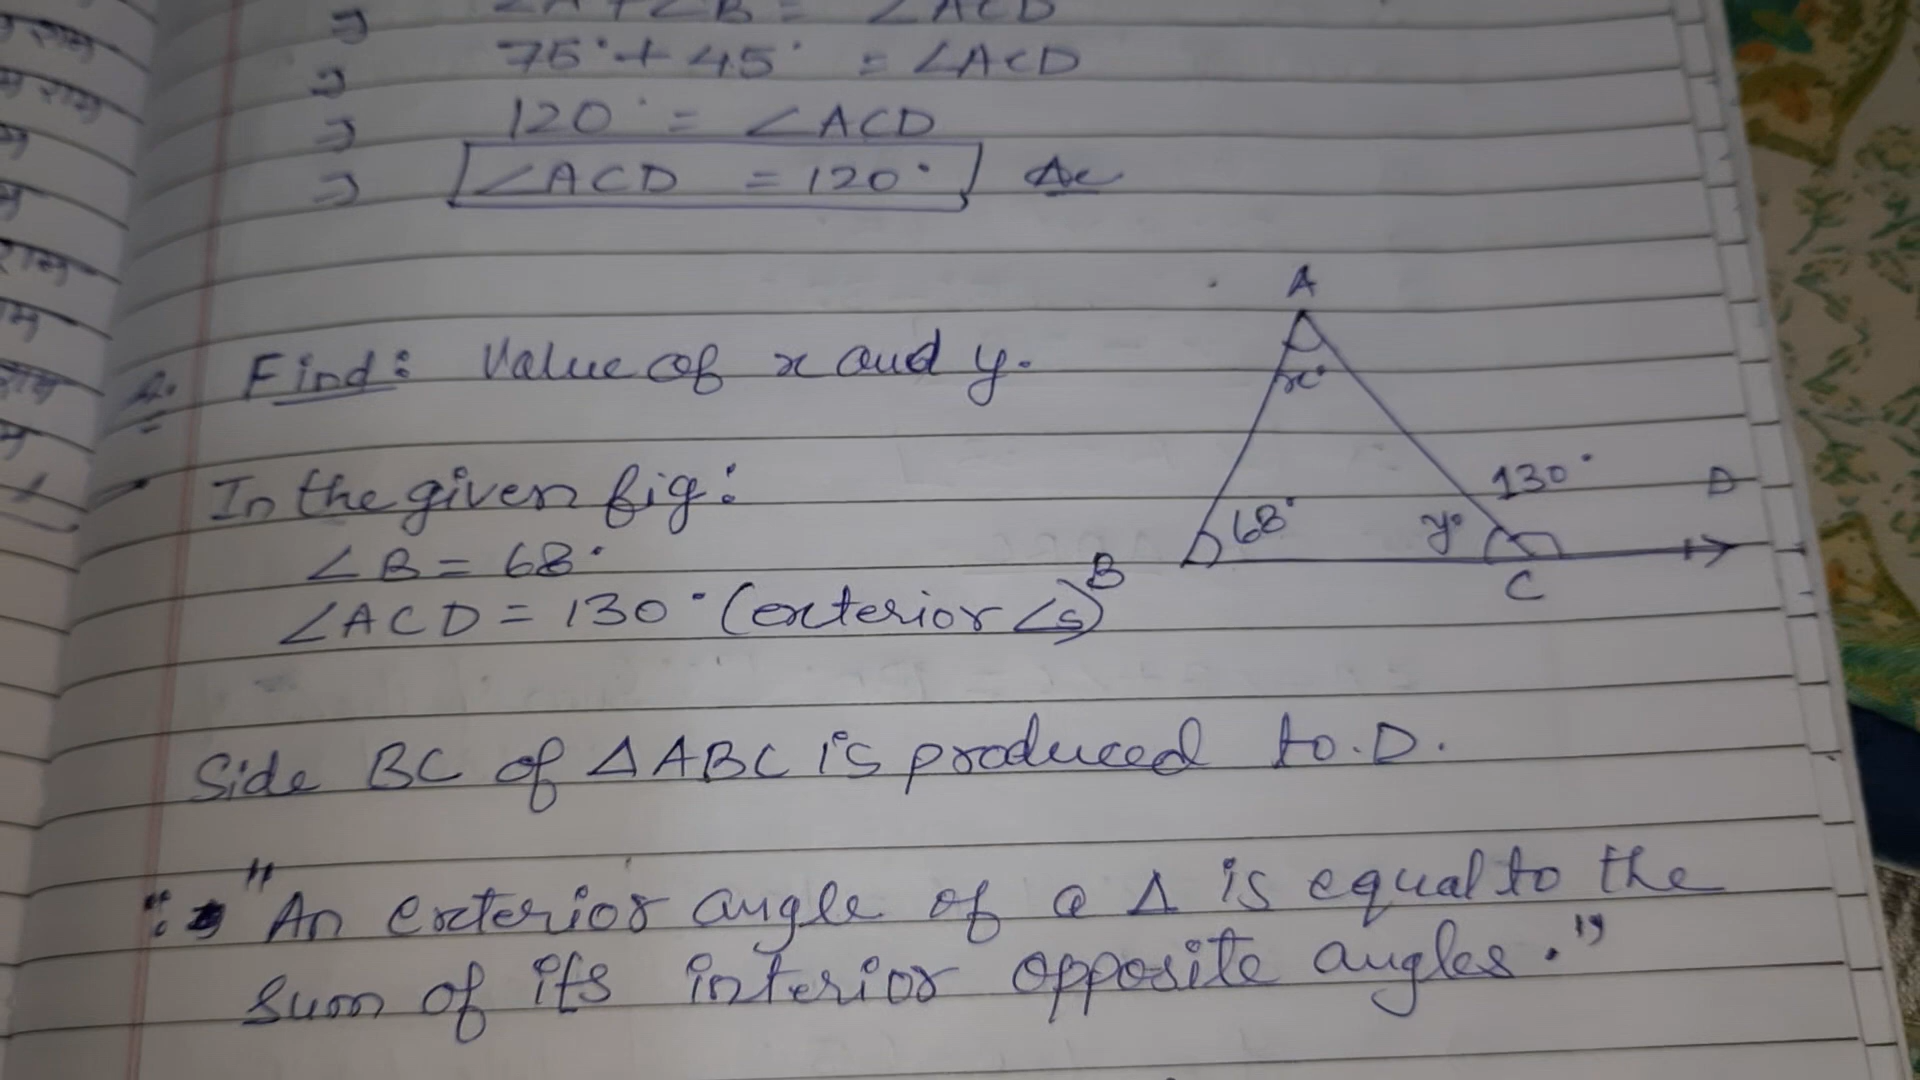 ∠A + ∠B = ∠ACD
⇒ 75° + 45° = ∠ACD
⇒ 120° = ∠ACD
⇒ ∠ACD = 120°
A
Find: Value of x and y.
x°
In the given fig:
130°
D
68°
y°
∠B = 68°
B
C
∠ACD = 130° (exterior ∠s)
Side BC of △ABC is produced to D.
"An exterior angle of a △ is equal to the
sum of its interior opposite angles."